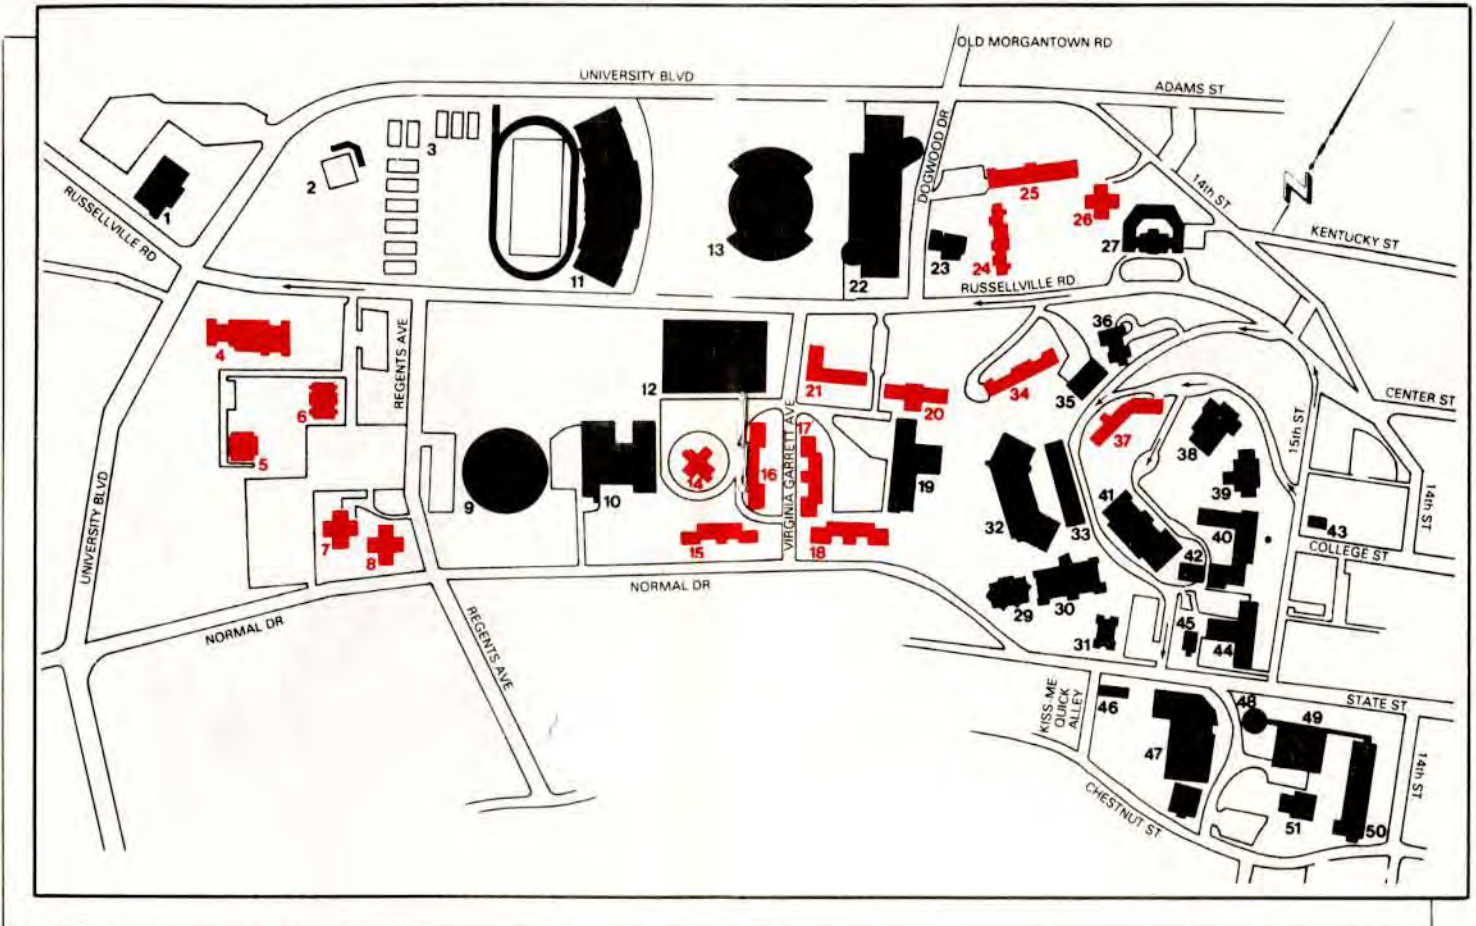 OLD MORGANTOWN RD
UNIVERSITY BLVD
ADAMS ST
DOGWOOD DR
14th ST
N
KENTUCKY ST
RUSSELLVILLE RD
1
2
3
11
13
22
23
24
25
26
27
RUSSELLVILLE RD
4
5
6
7
8
REGENTS AVE
9
10
12
14
15
16
17
18
VIRGINIA GARRETT AVE
19
20
21
34
35
36
37
38
39
40
41
42
43
32
33
29
30
31
44
45
15th ST
CENTER ST
14th ST
COLLEGE ST
UNIVERSITY BLVD
NORMAL DR
NORMAL DR
REGENTS AVE
STATE ST
KISS-ME
QUICK
ALLEY
46
47
48
49
50
51
14th ST.
CHESTNUT ST